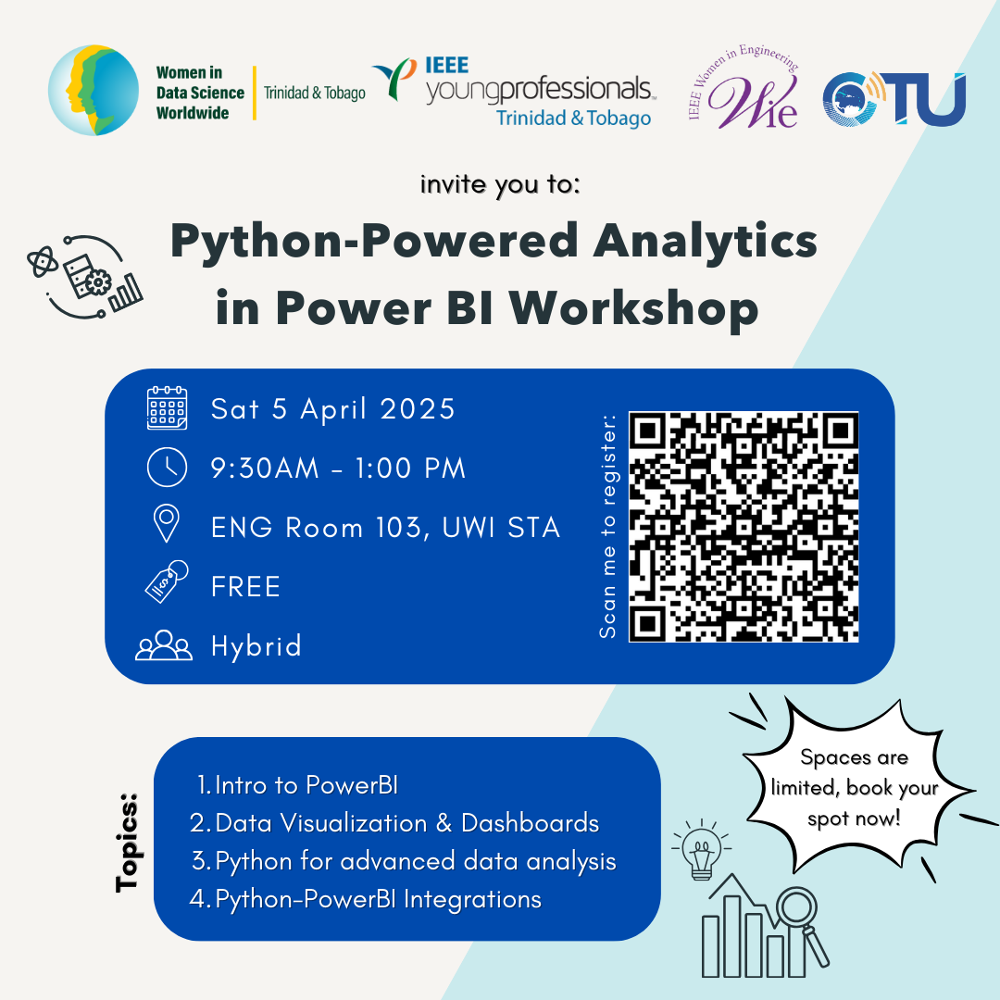 Women in
Data Science
Worldwide
Trinidad & Tobago
IEEE
youngprofessionals
Trinidad & Tobago
IEEE Women in Engineering
Wie
CTU
invite you to:
Python-Powered Analytics
in Power BI Workshop
Sat 5 April 2025
9:30AM - 1:00 PM
ENG Room 103, UWI STA
FREE
Hybrid
Scan me to register:
Topics:
1. Intro to PowerBI
2. Data Visualization & Dashboards
3. Python for advanced data analysis
4. Python-PowerBI Integrations
Spaces are
limited, book your
spot now!